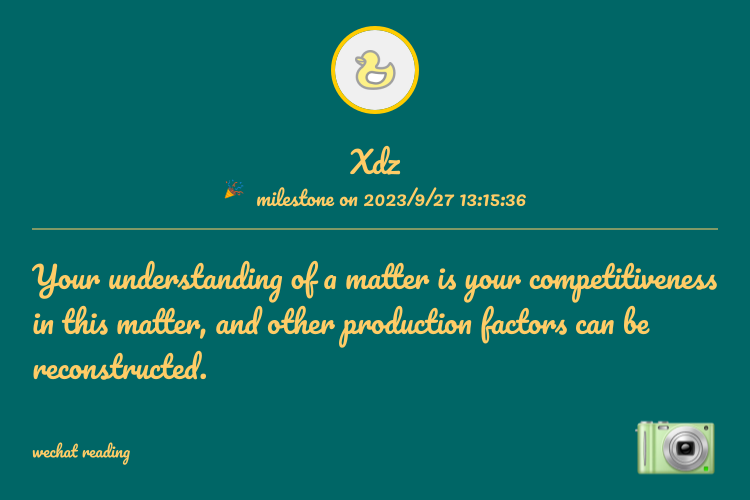 Xdz
🎉 milestone on 2023/9/27 13:15:36
Your understanding of a matter is your competitiveness
in this matter, and other production factors can be
reconstructed.
wechat reading